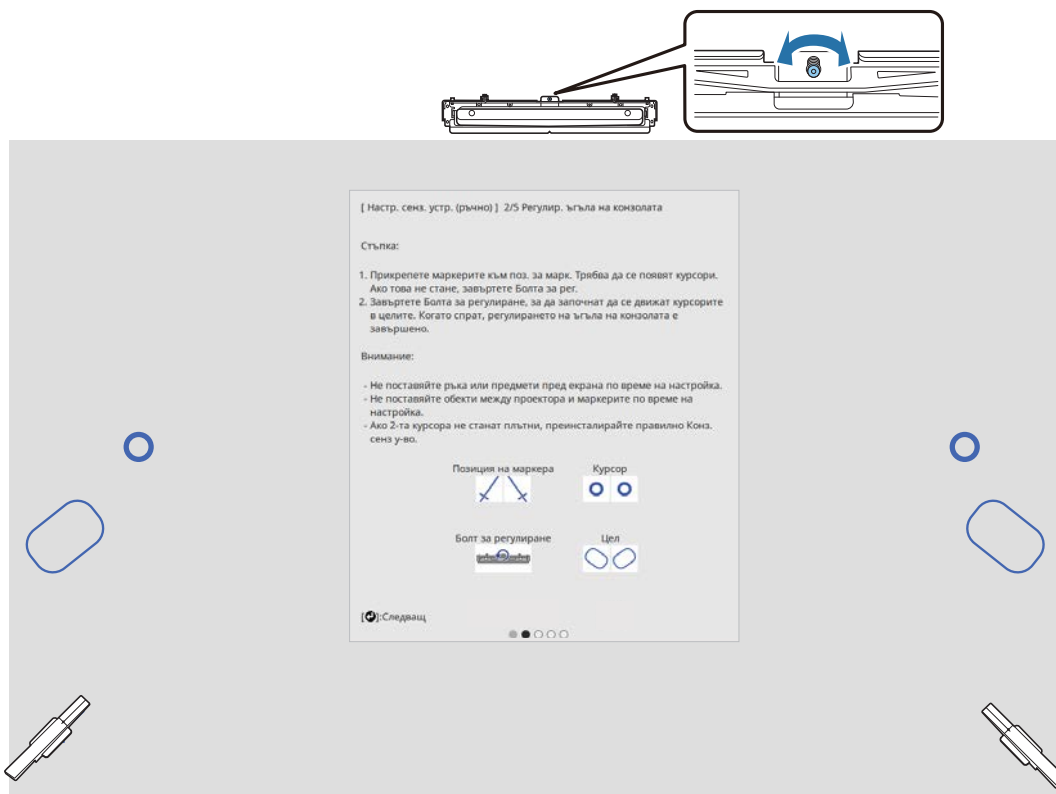 [ Настр. сенз. устр. (ръчно) ] 2/5 Регулир. ъгъла на конзолата
Стъпка:
1. Прикрепете маркерите към поз. за марк. Трябва да се появят курсори.
Ако това не стане, завъртете Болта за рег.
2. Завъртете Болта за регулиране, за да започнат да се движат курсорите
в целите. Когато спрат, регулирането на ъгъла на конзолата е
завършено.
Внимание:
- Не поставяйте ръка или предмети пред екрана по време на настройка.
- Не поставяйте обекти между проектора и маркерите по време на
настройка.
- Ако 2-та курсора не станат плътни, преинсталирайте правилно Конз.
сенз у-во.
Позиция на маркера Курсор
Болт за регулиране Цел
[ ]:Следващ